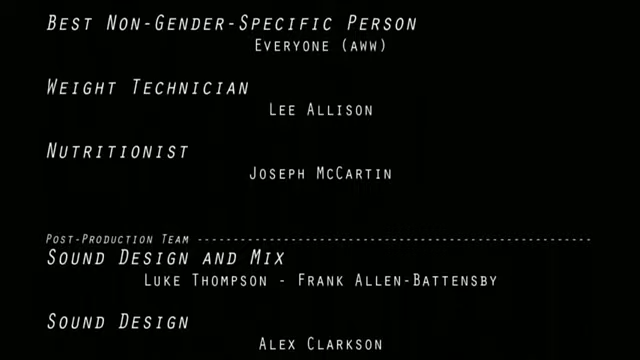 Best Non-Gender-Specific Person
Everyone (aww)
Weight Technician
Lee Allison
Nutritionist
Joseph McCartin
Post-Production Team ------------------------------------------------------
Sound Design and Mix
Luke Thompson - Frank Allen-Battensby
Sound Design
Alex Clarkson